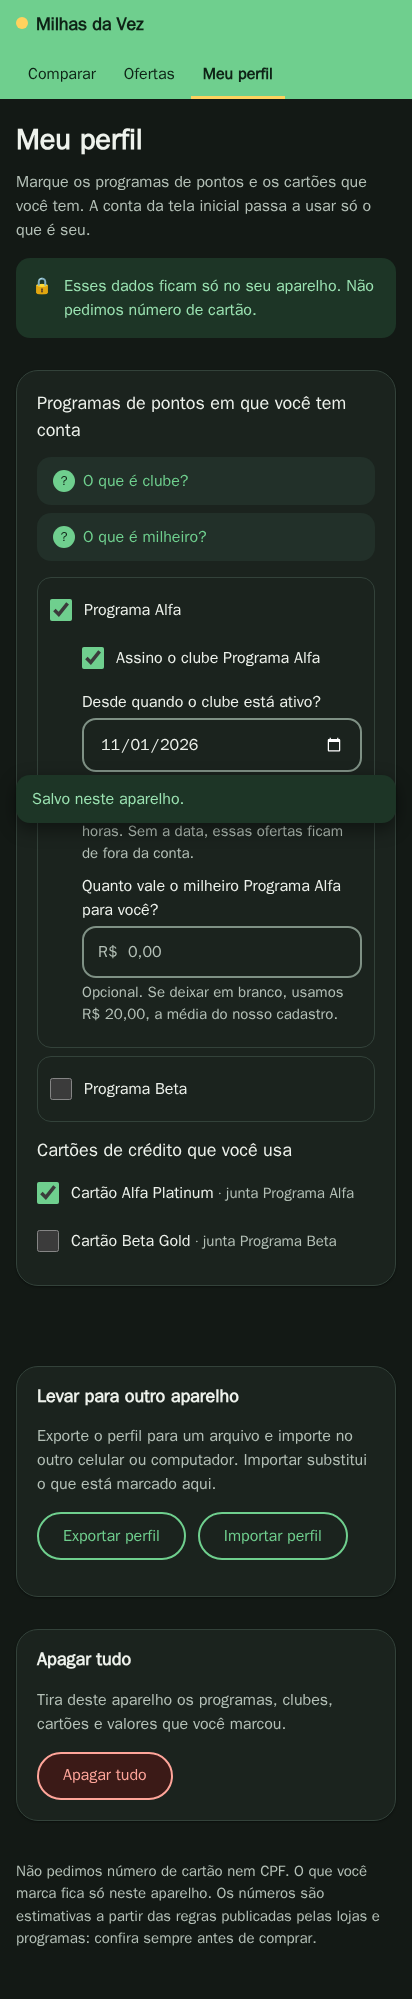 Milhas da Vez
Comparar Ofertas Meu perfil
Meu perfil
Marque os programas de pontos e os cartões que
você tem. A conta da tela inicial passa a usar só o
que é seu.
Esses dados ficam só no seu aparelho. Não
pedimos número de cartão.
Programas de pontos em que você tem
conta
? O que é clube?
? O que é milheiro?
Programa Alfa
Assino o clube Programa Alfa
Desde quando o clube está ativo?
11/01/2026
Salvo neste aparelho.
horas. Sem a data, essas ofertas ficam
de fora da conta.
Quanto vale o milheiro Programa Alfa
para você?
R$ 0,00
Opcional. Se deixar em branco, usamos
R$ 20,00, a média do nosso cadastro.
Programa Beta
Cartões de crédito que você usa
Cartão Alfa Platinum · junta Programa Alfa
Cartão Beta Gold · junta Programa Beta
Levar para outro aparelho
Exporte o perfil para um arquivo e importe no
outro celular ou computador. Importar substitui
o que está marcado aqui.
Exportar perfil Importar perfil
Apagar tudo
Tira deste aparelho os programas, clubes,
cartões e valores que você marcou.
Apagar tudo
Não pedimos número de cartão nem CPF. O que você
marca fica só neste aparelho. Os números são
estimativas a partir das regras publicadas pelas lojas e
programas: confira sempre antes de comprar.